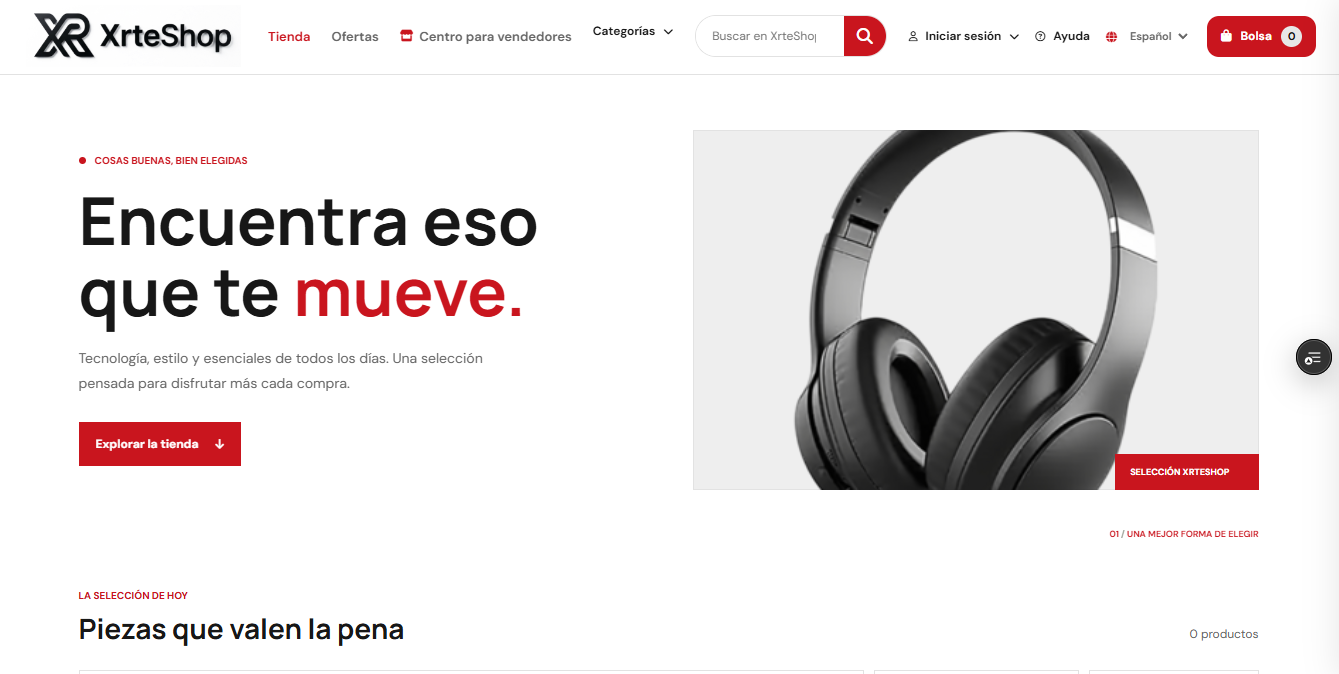 XR XrteShop
Tienda
Ofertas
Centro para vendedores
Categorías
Buscar en XrteShop
Iniciar sesión
Ayuda
Español
Bolsa 0
COSAS BUENAS, BIEN ELEGIDAS
Encuentra eso
que te mueve.
Tecnología, estilo y esenciales de todos los días. Una selección
pensada para disfrutar más cada compra.
Explorar la tienda
SELECCIÓN XRTESHOP
01 / UNA MEJOR FORMA DE ELEGIR
LA SELECCIÓN DE HOY
Piezas que valen la pena
0 productos